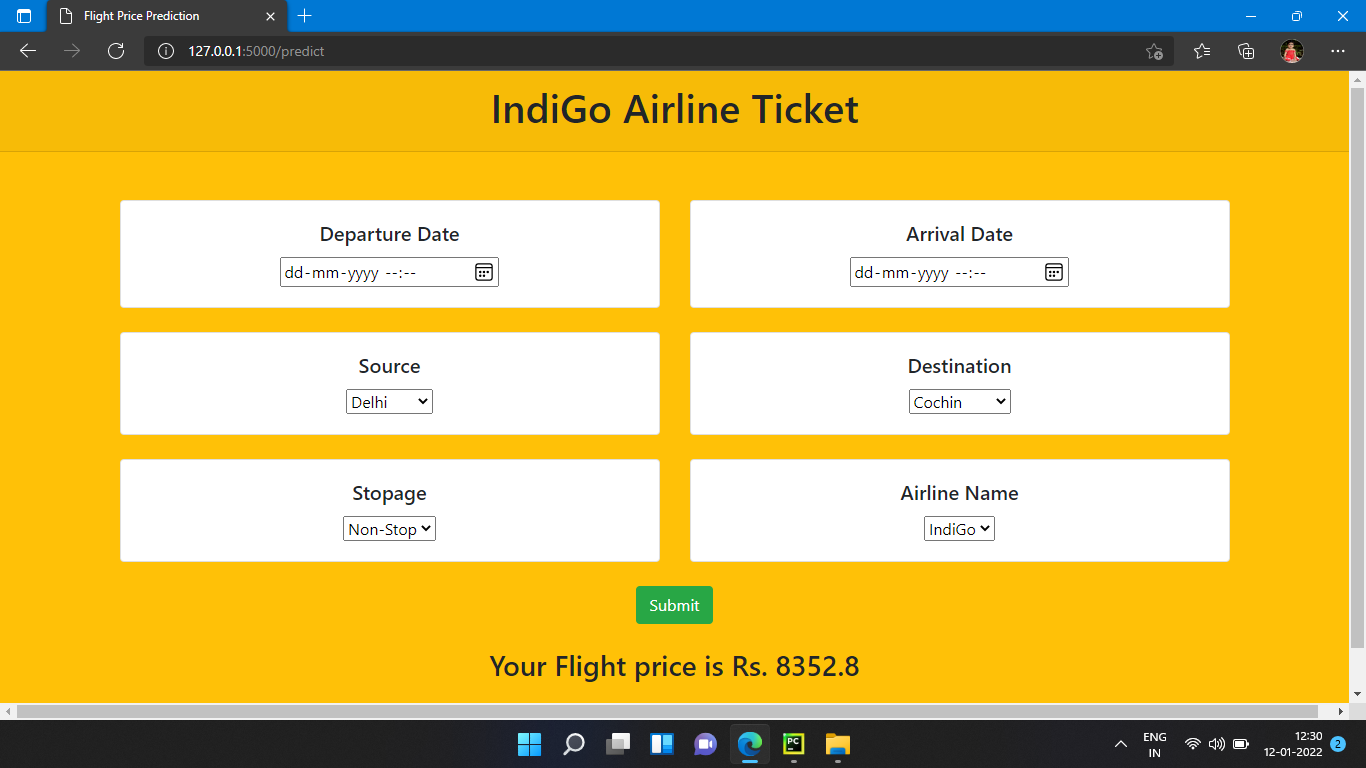 Flight Price Prediction
127.0.0.1:5000/predict
IndiGo Airline Ticket
Departure Date
dd-mm-yyyy --:--
Arrival Date
dd-mm-yyyy --:--
Source
Delhi
Destination
Cochin
Stopage
Non-Stop
Airline Name
IndiGo
Submit
Your Flight price is Rs. 8352.8
PC
ENG
IN
12:30
12-01-2022
2